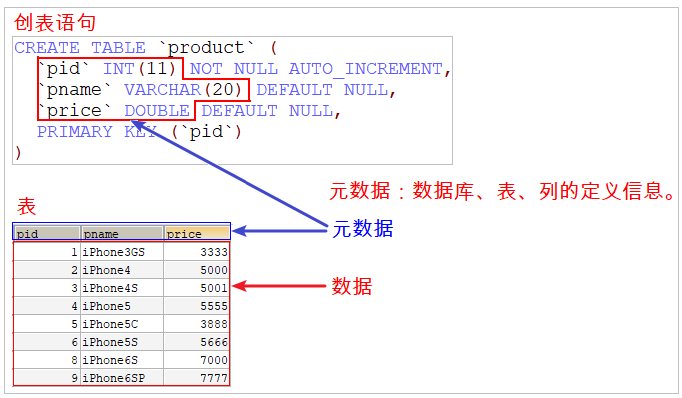 创表语句
CREATE TABLE `product` (
`pid` INT(11) NOT NULL AUTO_INCREMENT,
`pname` VARCHAR(20) DEFAULT NULL,
`price` DOUBLE DEFAULT NULL,
PRIMARY KEY (`pid`)
)
元数据：数据库、表、列的定义信息。
表
元数据
pid pname price
1 iPhone3GS 3333
2 iPhone4 5000
3 iPhone4S 5001
数据
4 iPhone5 5555
5 iPhone5C 3888
6 iPhone5S 5666
8 iPhone6S 7000
9 iPhone6SP 7777